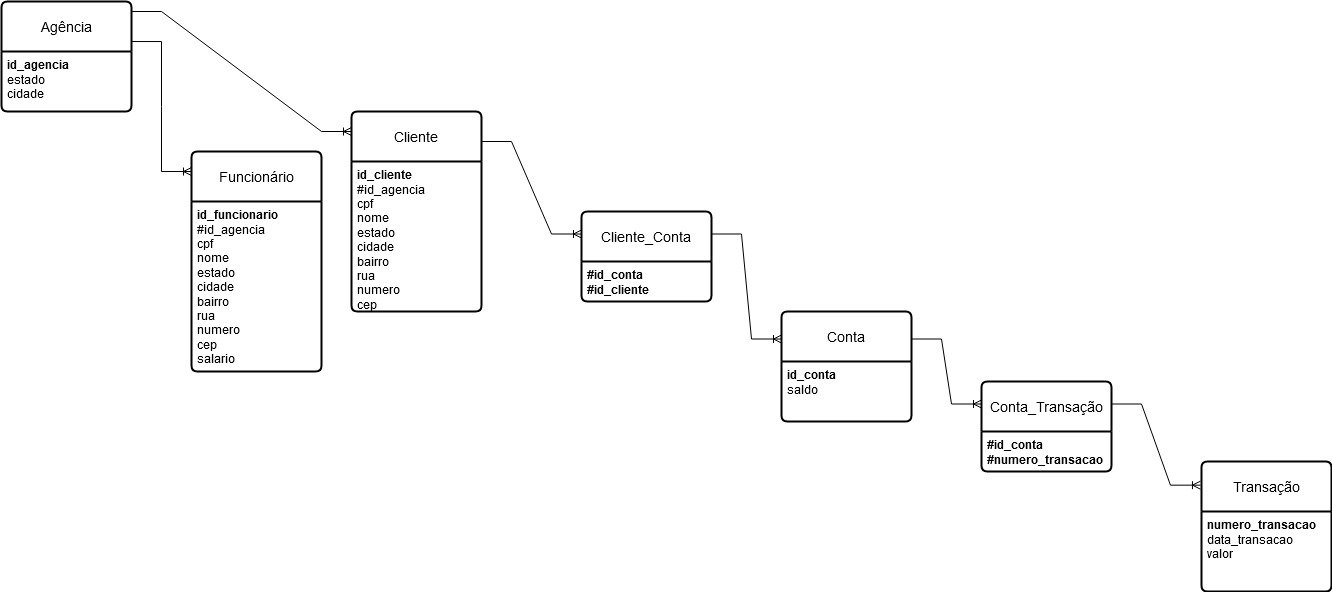 Agência
id_agencia
estado
cidade
Funcionário
id_funcionario
#id_agencia
cpf
nome
estado
cidade
bairro
rua
numero
cep
salario
Cliente
id_cliente
#id_agencia
cpf
nome
estado
cidade
bairro
rua
numero
cep
Cliente_Conta
#id_conta
#id_cliente
Conta
id_conta
saldo
Conta_Transação
#id_conta
#numero_transacao
Transação
numero_transacao
data_transacao
valor